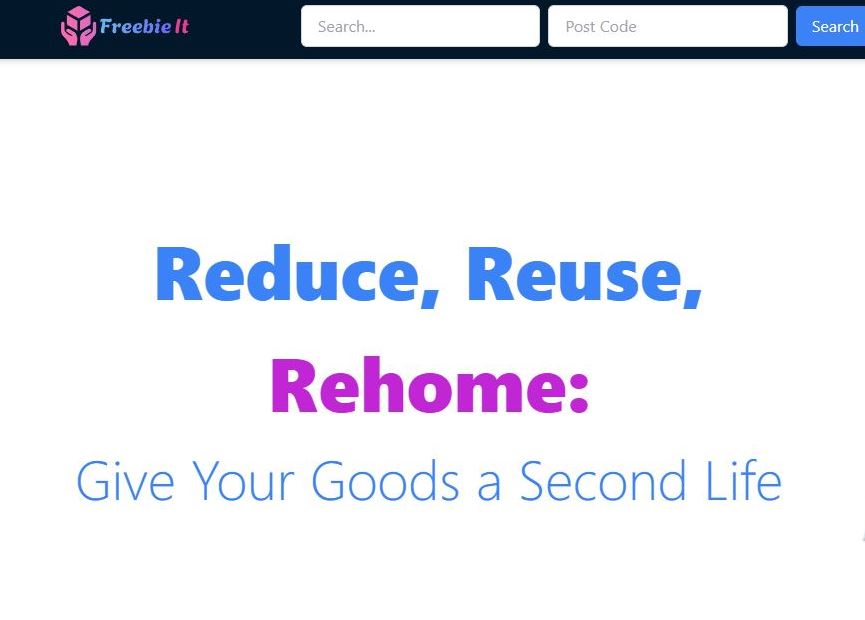 Freebie It
Search...
Post Code
Search
Reduce, Reuse,
Rehome:
Give Your Goods a Second Life